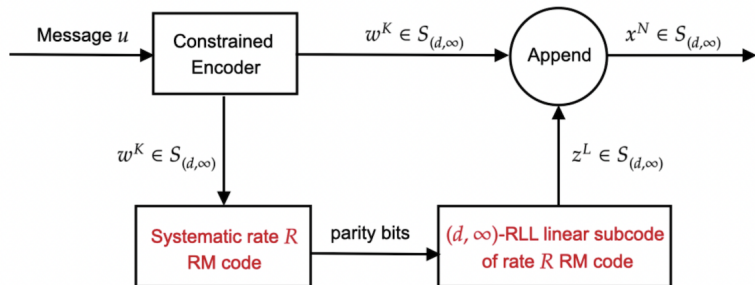 Message u
Constrained
Encoder
w^K ∈ S_(d,∞)
Append
x^N ∈ S_(d,∞)
w^K ∈ S_(d,∞)
z^L ∈ S_(d,∞)
Systematic rate R
RM code
parity bits
(d, ∞)-RLL linear subcode
of rate R RM code